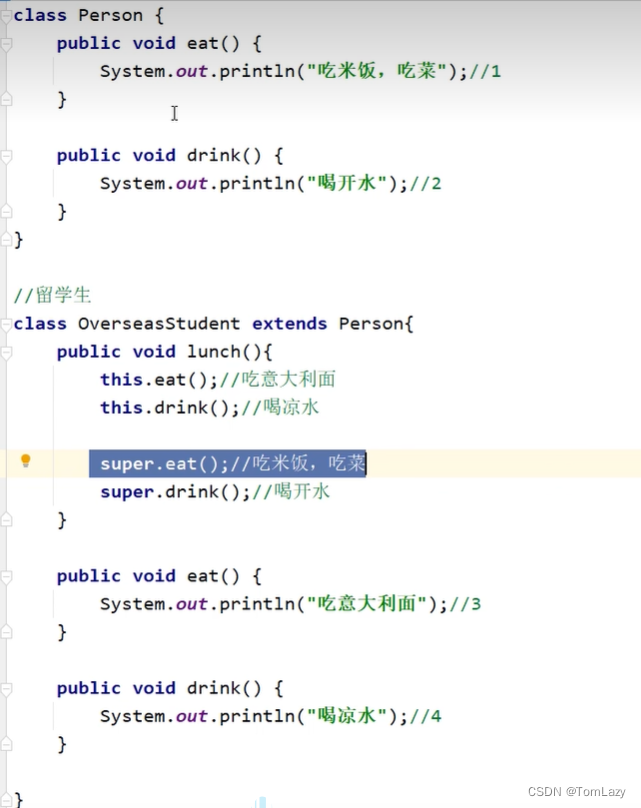 class Person {
public void eat() {
System.out.println("吃米饭，吃菜");//1
}
public void drink() {
System.out.println("喝开水");//2
}
}
//留学生
class OverseasStudent extends Person{
public void lunch(){
this.eat();//吃意大利面
this.drink();//喝凉水
super.eat();//吃米饭，吃菜
super.drink();//喝开水
}
public void eat() {
System.out.println("吃意大利面");//3
}
public void drink() {
System.out.println("喝凉水");//4
}
}
CSDN @TomLazy